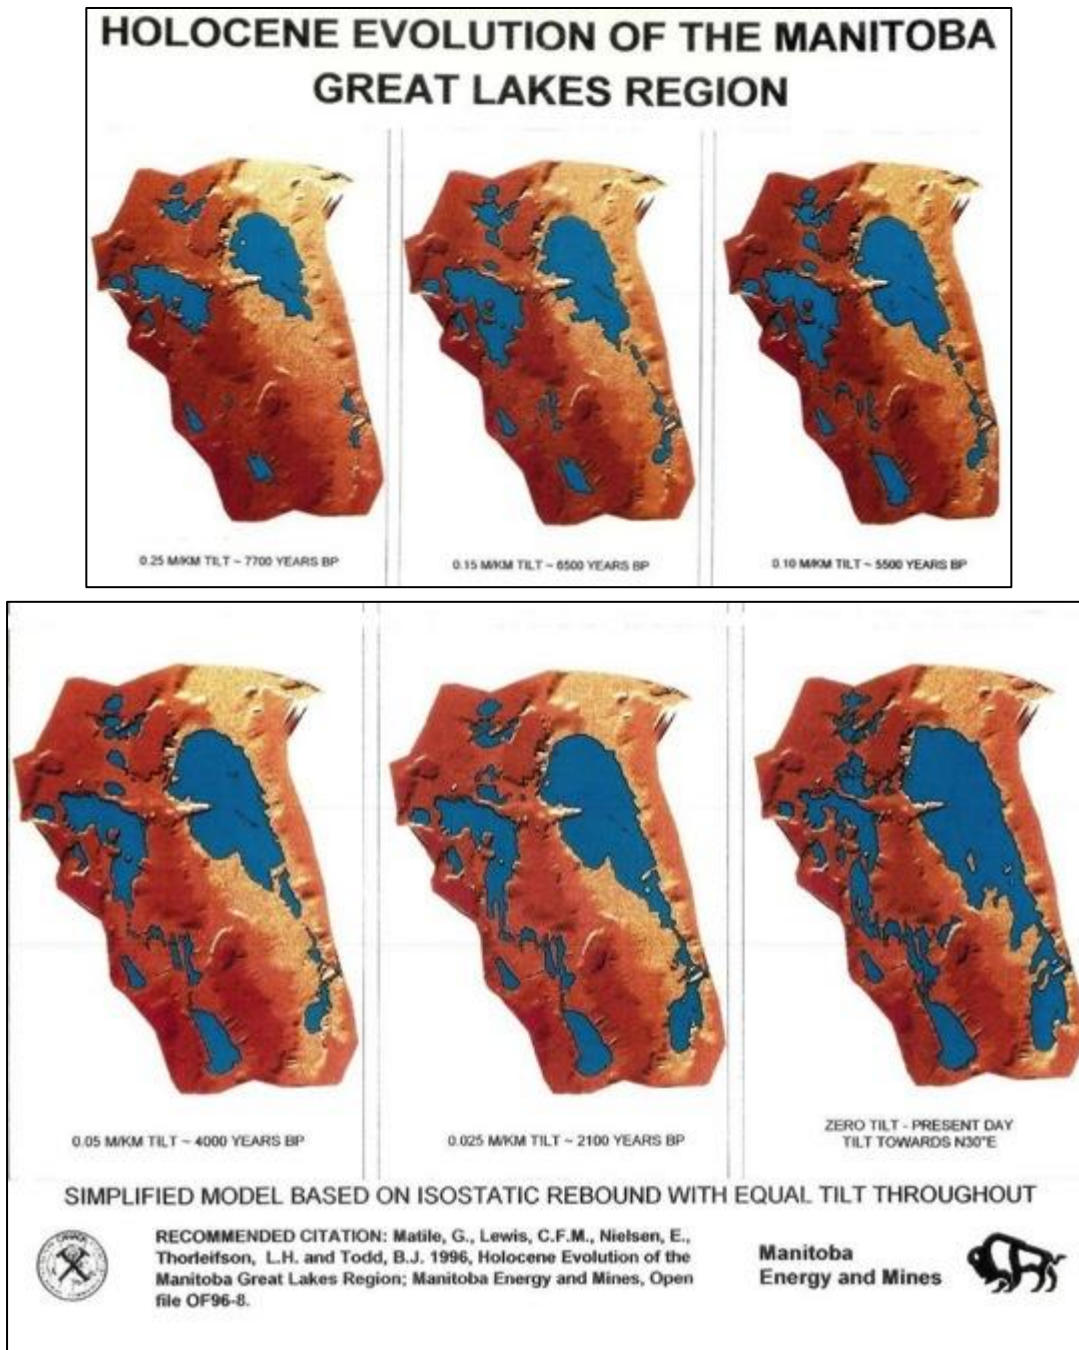 HOLOCENE EVOLUTION OF THE MANITOBA
GREAT LAKES REGION
0.25 M/KM TILT ~ 7700 YEARS BP
0.15 M/KM TILT ~ 6500 YEARS BP
0.10 M/KM TILT ~ 5500 YEARS BP
0.05 M/KM TILT ~ 4000 YEARS BP
0.025 M/KM TILT ~ 2100 YEARS BP
ZERO TILT - PRESENT DAY
TILT TOWARDS N30°E
SIMPLIFIED MODEL BASED ON ISOSTATIC REBOUND WITH EQUAL TILT THROUGHOUT
RECOMMENDED CITATION: Matile, G., Lewis, C.F.M., Nielsen, E.,
Thorleifson, L.H. and Todd, B.J. 1996, Holocene Evolution of the
Manitoba Great Lakes Region; Manitoba Energy and Mines, Open
file OF96-8.
Manitoba
Energy and Mines